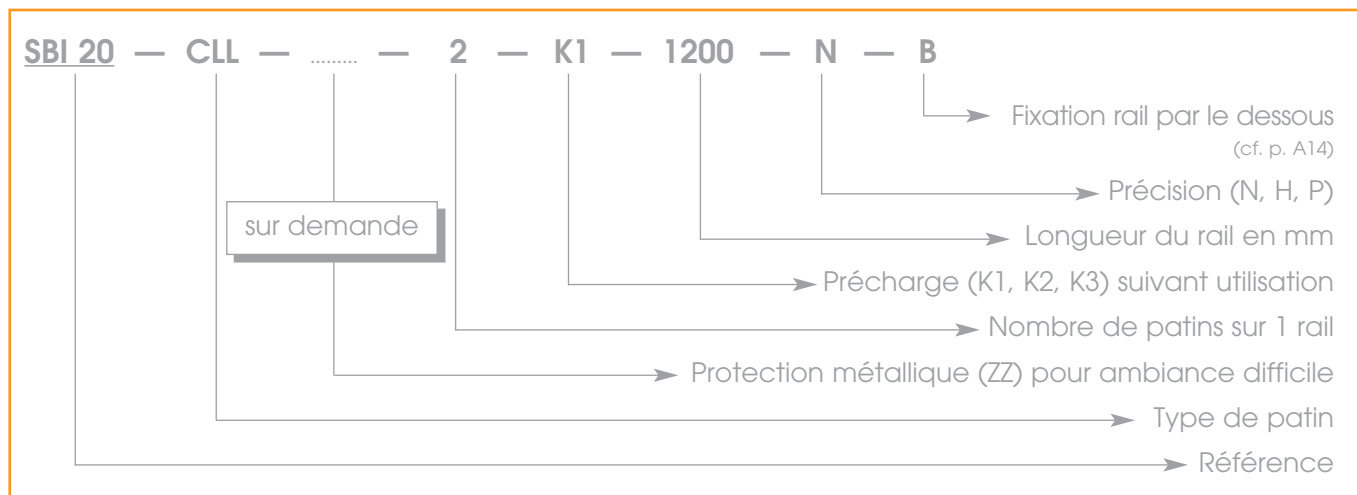 SBI 20 — CLL — ......... — 2 — K1 — 1200 — N — B
Fixation rail par le dessous
(cf. p. A14)
Précision (N, H, P)
sur demande
Longueur du rail en mm
Précharge (K1, K2, K3) suivant utilisation
Nombre de patins sur 1 rail
Protection métallique (ZZ) pour ambiance difficile
Type de patin
Référence